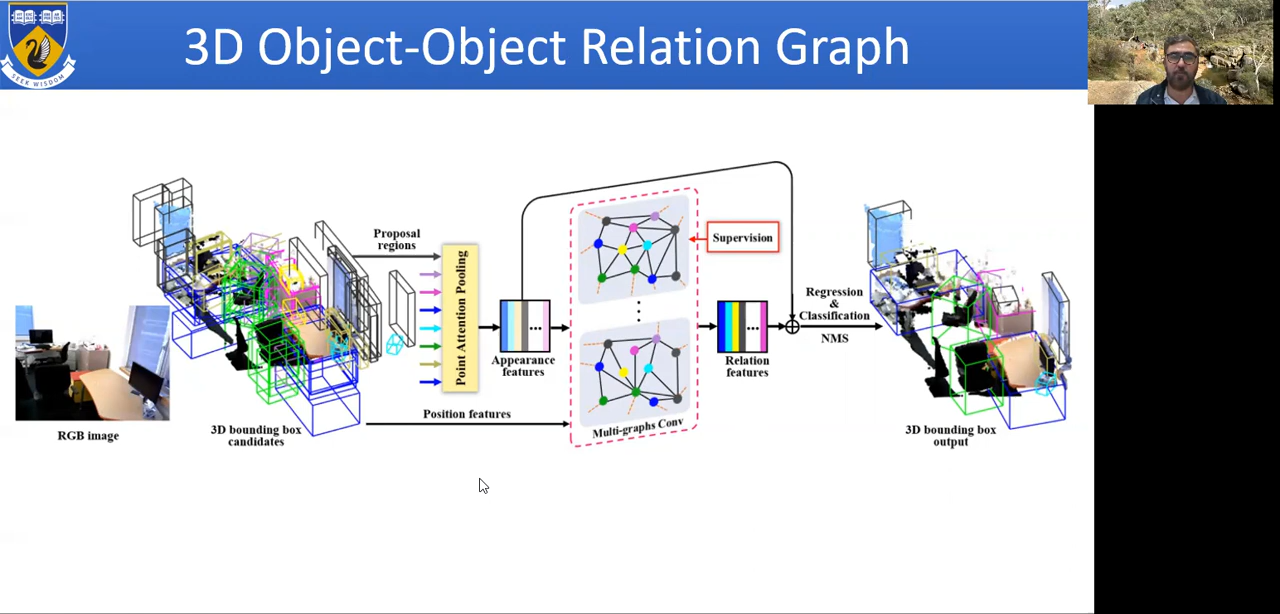 3D Object-Object Relation Graph
SEEK WISDOM
Proposal
regions
Point Attention Pooling
Supervision
Appearance
features
Relation
features
Regression
&
Classification
NMS
Position features
Multi-graphs Conv
RGB image
3D bounding box
candidates
3D bounding box
output